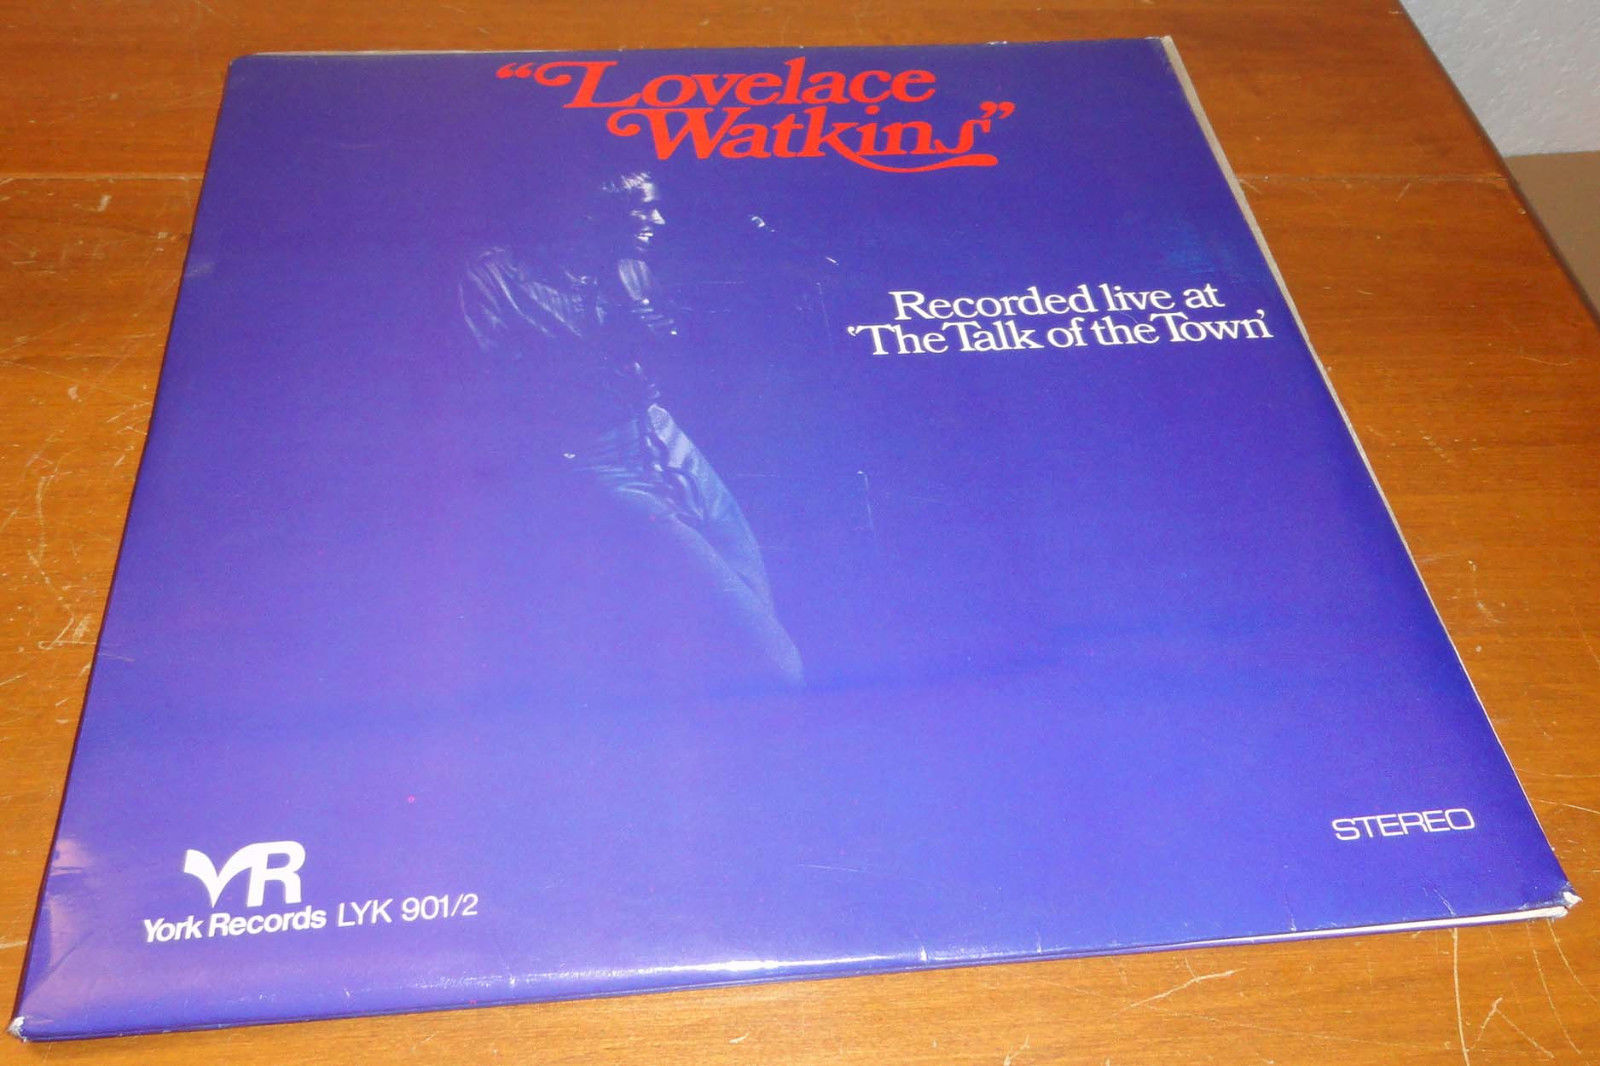 “Lovelace
Watkins”
Recorded live at
‘The Talk of the Town’
STEREO
YR
York Records LYK 901/2